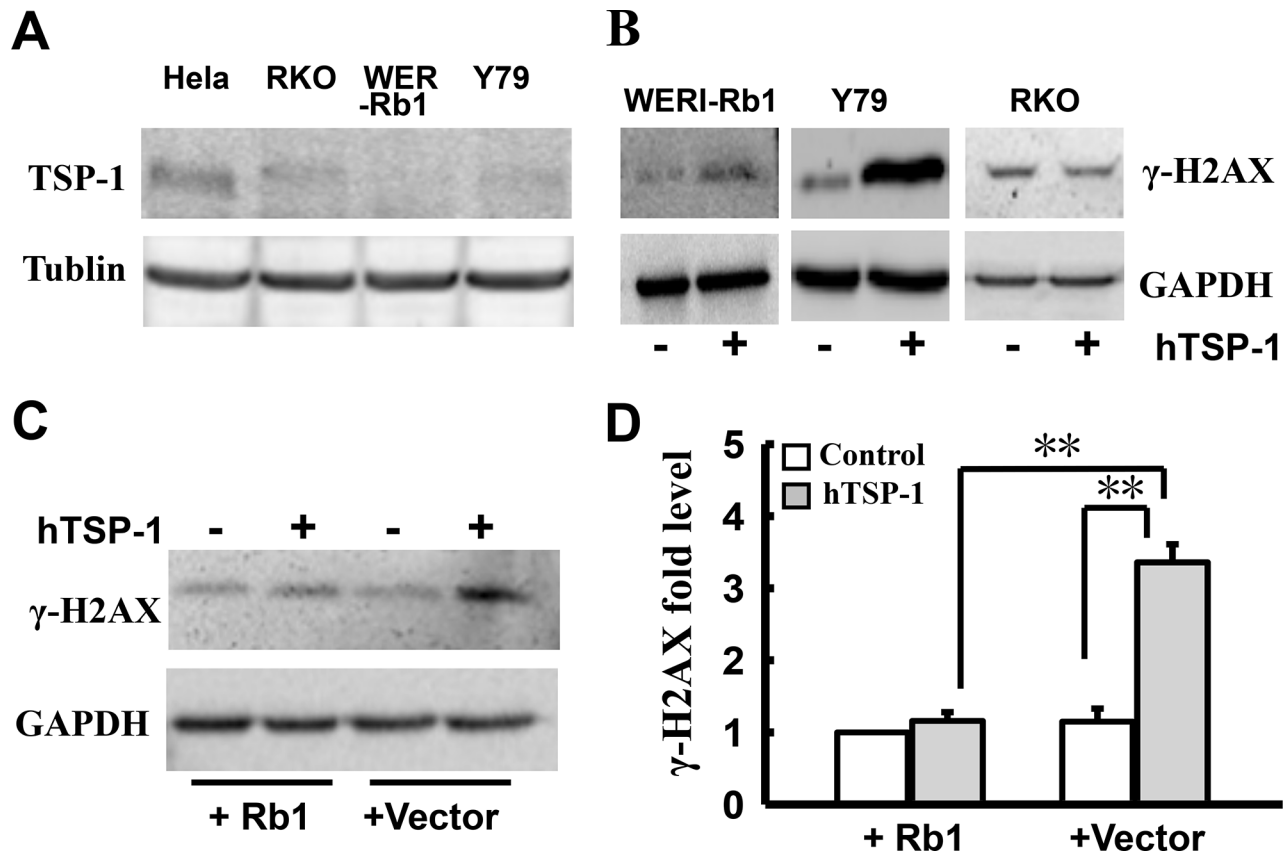 A
Hela RKO WER Y79
-Rb1
TSP-1
Tublin
B
WERI-Rb1 Y79 RKO
γ-H2AX
GAPDH
- + - + - + hTSP-1
C
hTSP-1 - + - +
γ-H2AX
GAPDH
+ Rb1 +Vector
D
γ-H2AX fold level
5
4
3
2
1
0
Control
hTSP-1
**
**
+ Rb1 +Vector